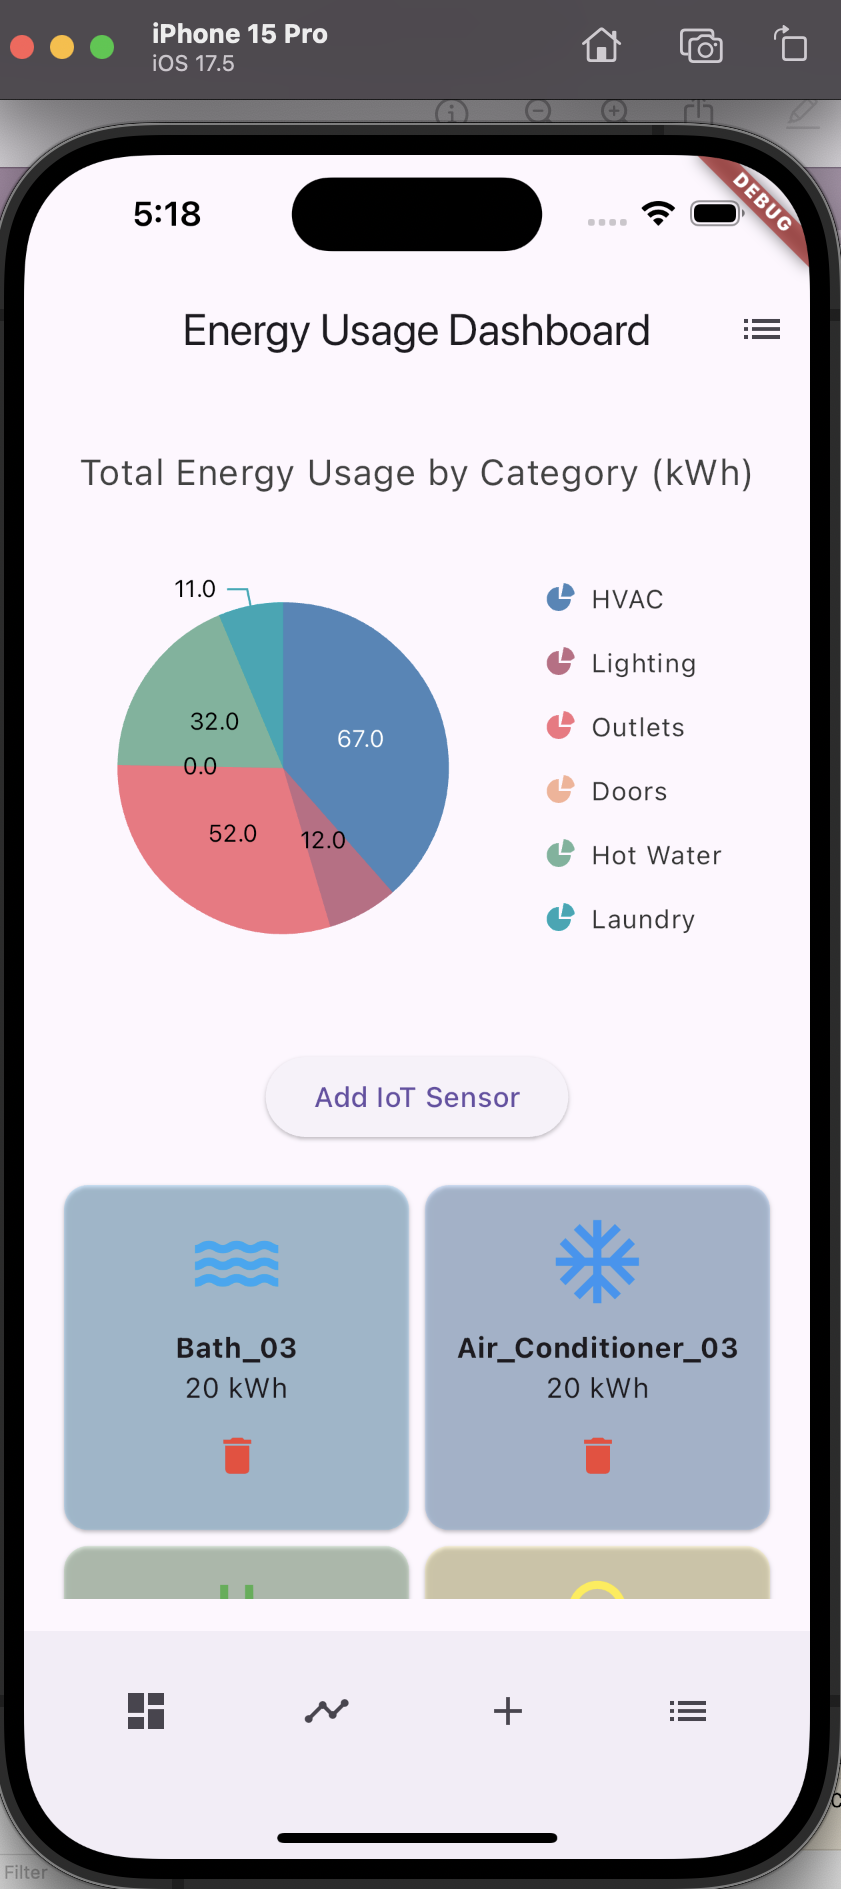 iPhone 15 Pro
iOS 17.5
5:18
DEBUG
Energy Usage Dashboard
Total Energy Usage by Category (kWh)
11.0
32.0
67.0
0.0
52.0
12.0
HVAC
Lighting
Outlets
Doors
Hot Water
Laundry
Add IoT Sensor
Bath_03
20 kWh
Air_Conditioner_03
20 kWh
Filter